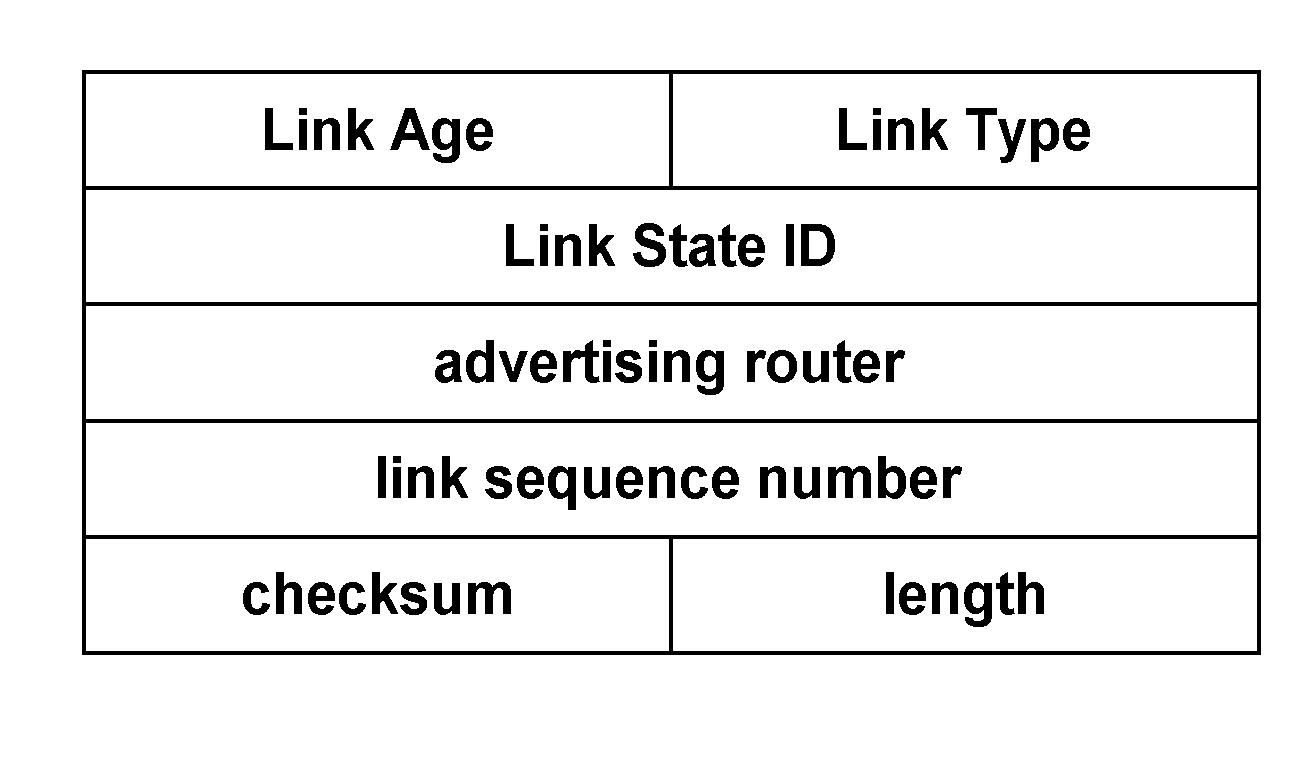 Link Age
Link Type
Link State ID
advertising router
link sequence number
checksum
length